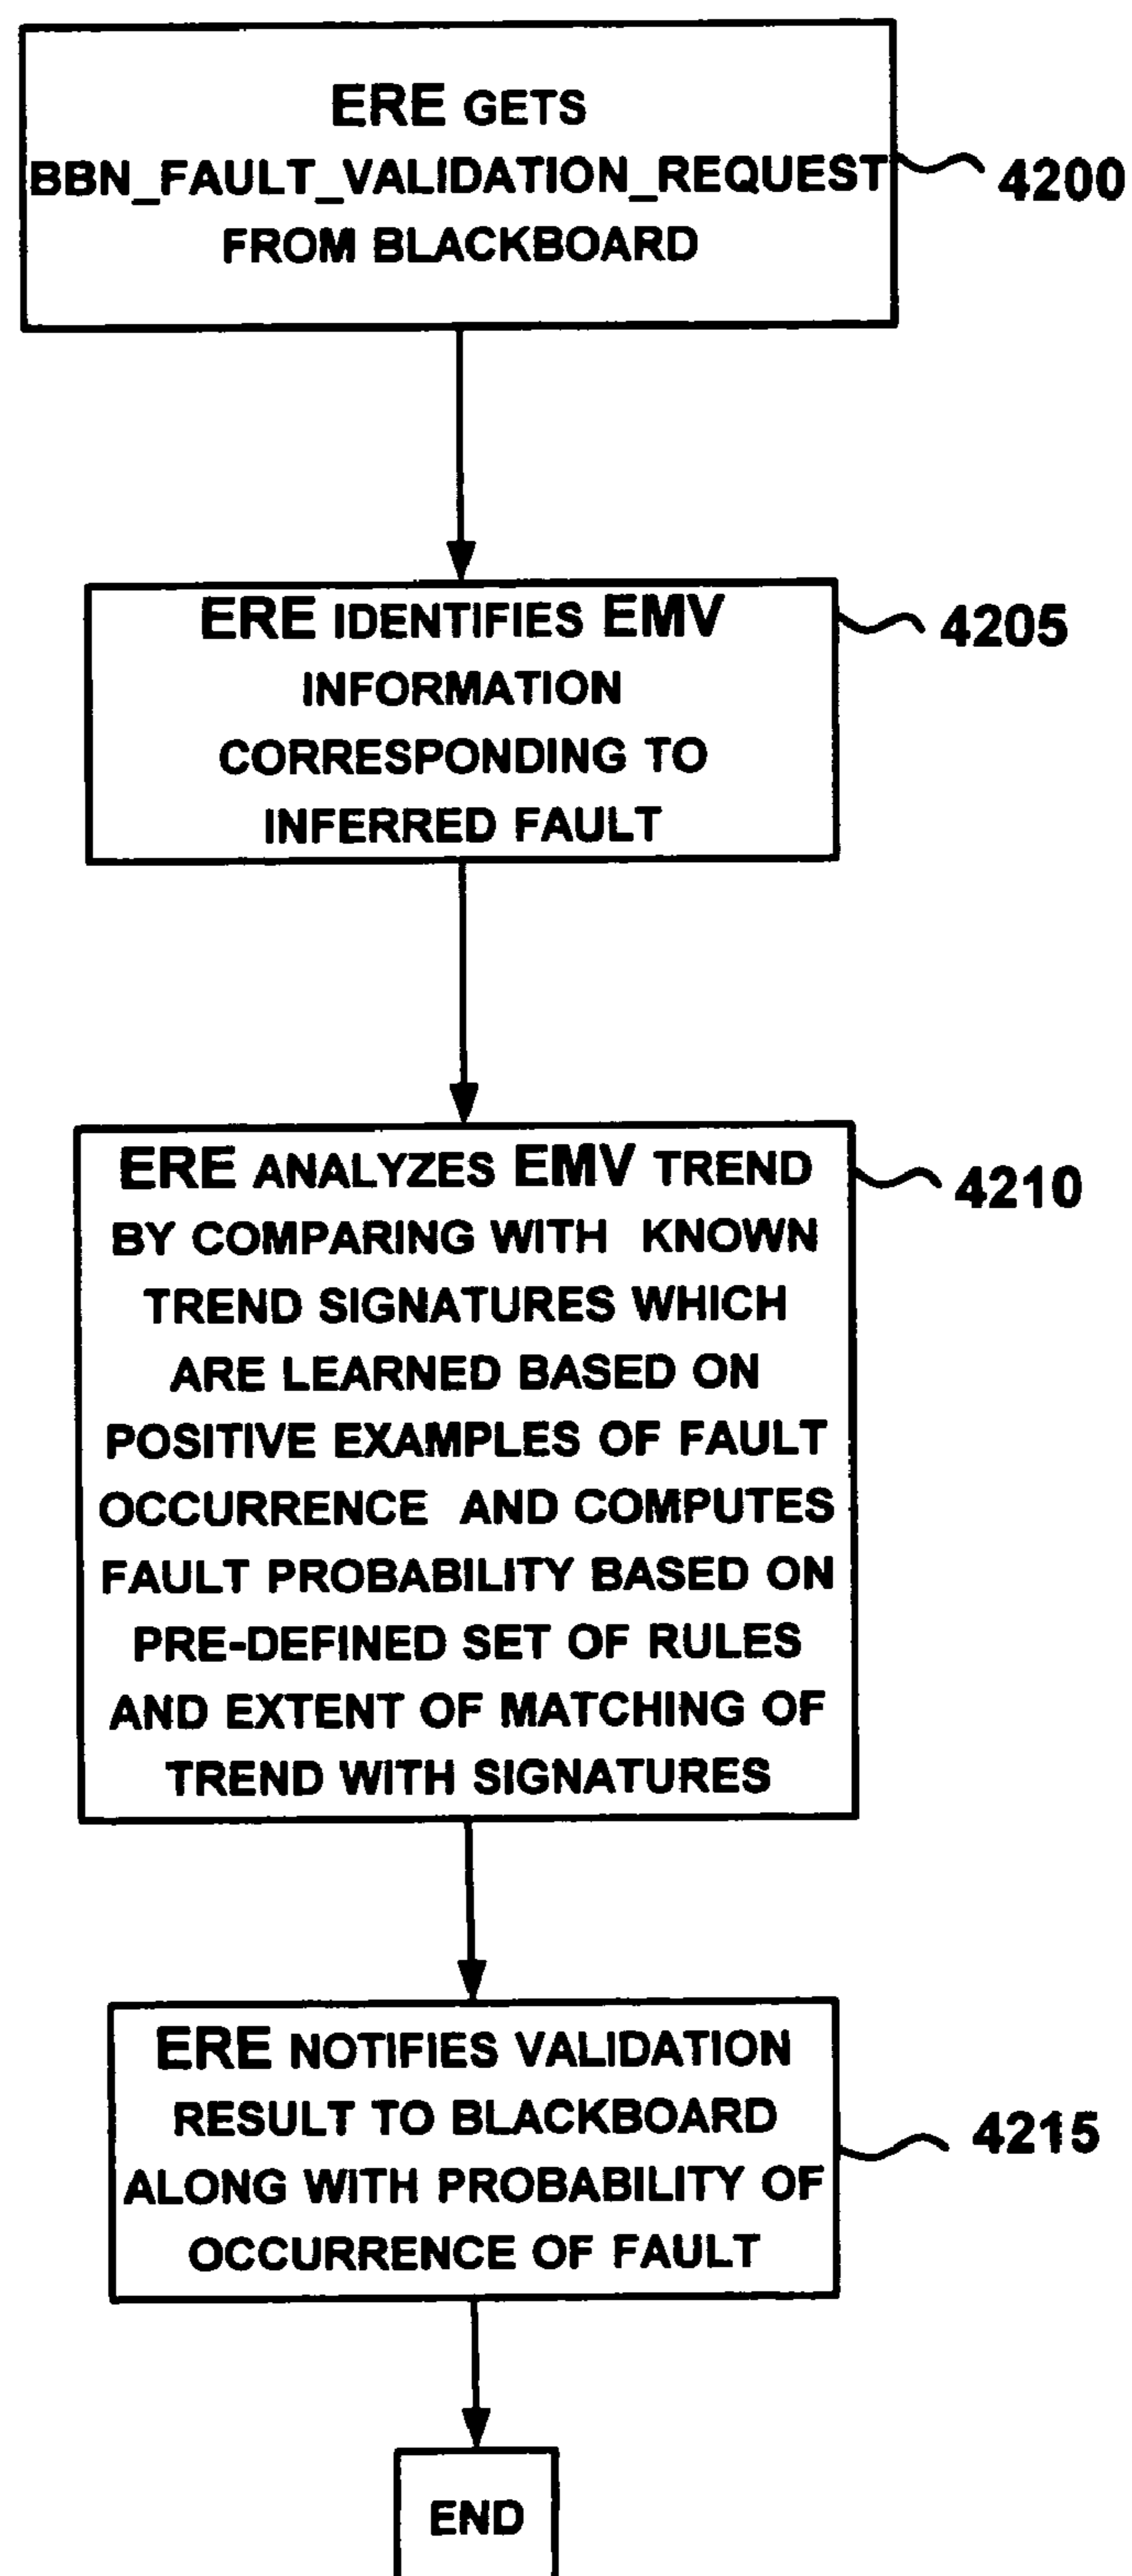 ERE GETS
BBN_FAULT_VALIDATION_REQUEST
FROM BLACKBOARD
4200
ERE IDENTIFIES EMV
INFORMATION
CORRESPONDING TO
INFERRED FAULT
4205
ERE ANALYZES EMV TREND
BY COMPARING WITH KNOWN
TREND SIGNATURES WHICH
ARE LEARNED BASED ON
POSITIVE EXAMPLES OF FAULT
OCCURRENCE AND COMPUTES
FAULT PROBABILITY BASED ON
PRE-DEFINED SET OF RULES
AND EXTENT OF MATCHING OF
TREND WITH SIGNATURES
4210
ERE NOTIFIES VALIDATION
RESULT TO BLACKBOARD
ALONG WITH PROBABILITY OF
OCCURRENCE OF FAULT
4215
END